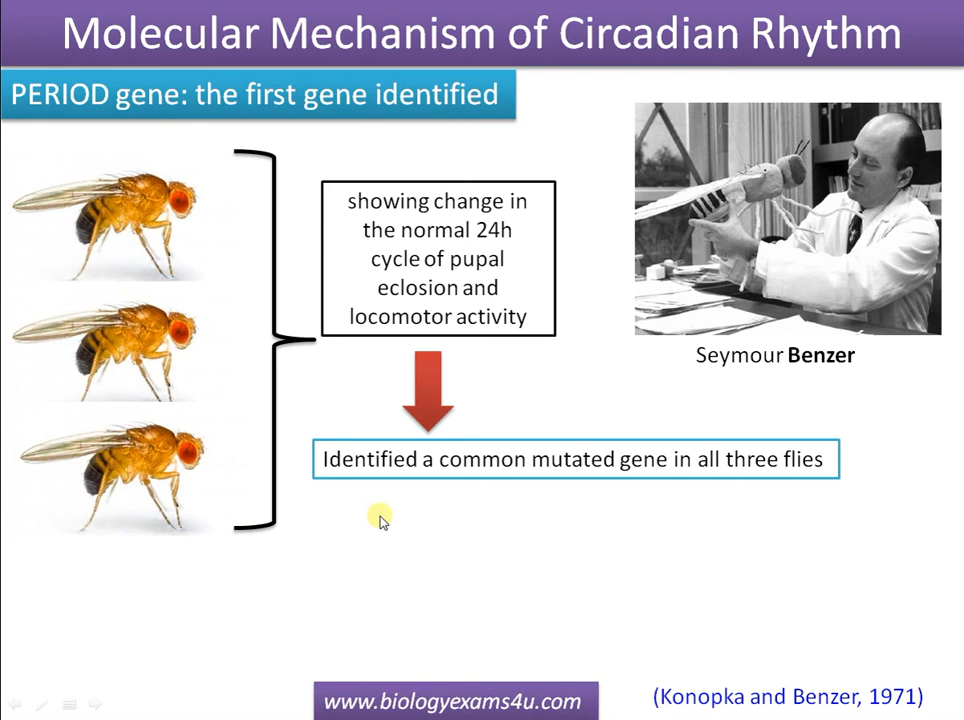 Molecular Mechanism of Circadian Rhythm
PERIOD gene: the first gene identified
showing change in
the normal 24h
cycle of pupal
eclosion and
locomotor activity
Seymour Benzer
Identified a common mutated gene in all three flies
www.biologyexams4u.com
(Konopka and Benzer, 1971)